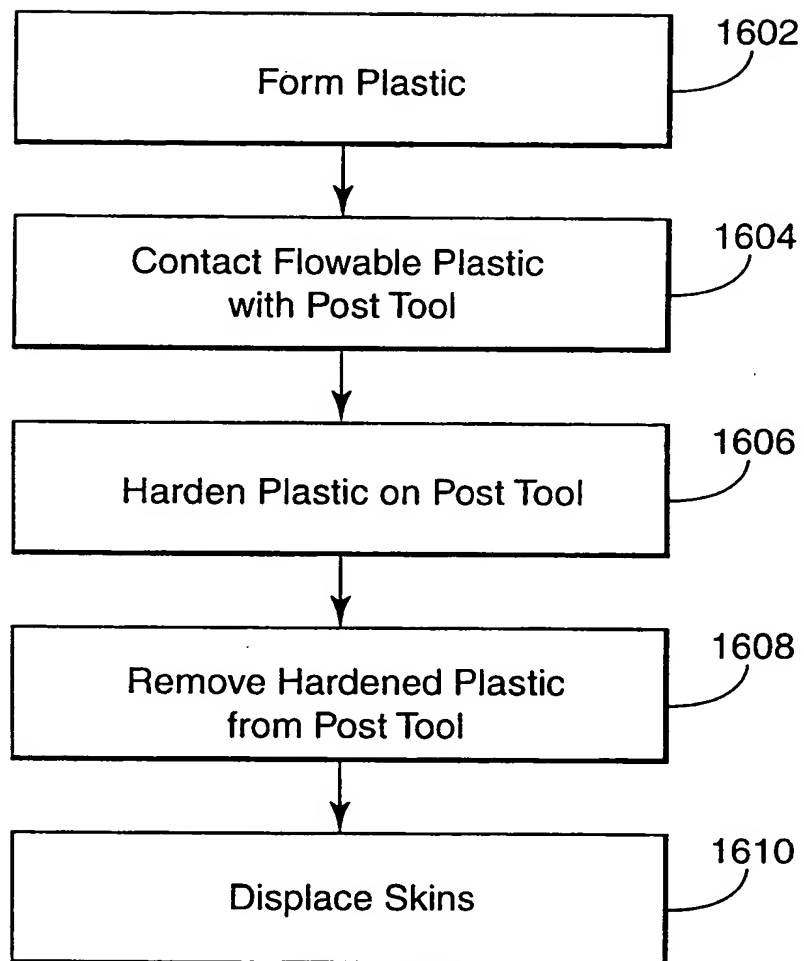 1602
Form Plastic
1604
Contact Flowable Plastic
with Post Tool
1606
Harden Plastic on Post Tool
1608
Remove Hardened Plastic
from Post Tool
1610
Displace Skins